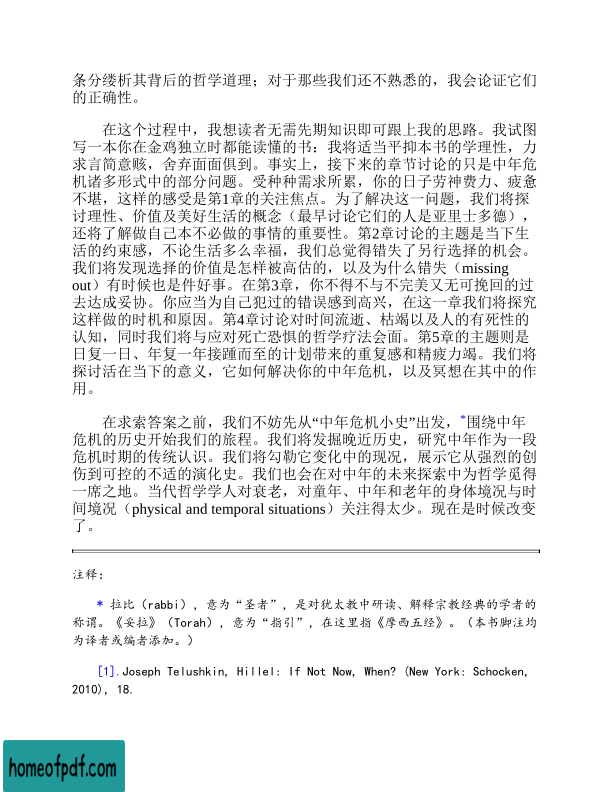 条分缕析其背后的哲学道理；对于那些我们还不熟悉的，我会论证它们
的正确性。
在这个过程中，我想读者无需先期知识即可跟上我的思路。我试图
写一本你在金鸡独立时都能读懂的书：我将适当平抑本书的学理性，力
求言简意赅，舍弃面面俱到。事实上，接下来的章节讨论的只是中年危
机诸多形式中的部分问题。受种种需求所累，你的日子劳神费力、疲惫
不堪，这样的感受是第1章的关注焦点。为了解决这一问题，我们将探
讨理性、价值及美好生活的概念（最早讨论它们的人是亚里士多德），
还将了解做自己本不必做的事情的重要性。第2章讨论的主题是当下生
活的约束感，不论生活多么幸福，我们总觉得错失了另行选择的机会。
我们将发现选择的价值是怎样被高估的，以及为什么错失（missing
out）有时候也是件好事。在第3章，你不得不与不完美又无可挽回的过
去达成妥协。你应当为自己犯过的错误感到高兴，在这一章我们将探究
这样做的时机和原因。第4章讨论对时间流逝、枯竭以及人的有死性的
认知，同时我们将与应对死亡恐惧的哲学疗法会面。第5章的主题则是
日复一日、年复一年接踵而至的计划带来的重复感和精疲力竭。我们将
探讨活在当下的意义，它如何解决你的中年危机，以及冥想在其中的作
用。
在求索答案之前，我们不妨先从“中年危机小史”出发，*围绕中年
危机的历史开始我们的旅程。我们将发掘晚近历史，研究中年作为一段
危机时期的传统认识。我们将勾勒它变化中的现况，展示它从强烈的创
伤到可控的不适的演化史。我们也会在对中年的未来探索中为哲学觅得
一席之地。当代哲学学人对衰老，对童年、中年和老年的身体境况与时
间境况（physical and temporal situations）关注得太少。现在是时候改变
了。
注释：
* 拉比（rabbi），意为“圣者”，是对犹太教中研读、解释宗教经典的学者的
称谓。《妥拉》（Torah），意为“指引”，在这里指《摩西五经》。（本书脚注均
为译者或编者添加。）
[1].Joseph Telushkin, Hillel: If Not Now, When? (New York: Schocken,
2010), 18.
homeofpdf.com